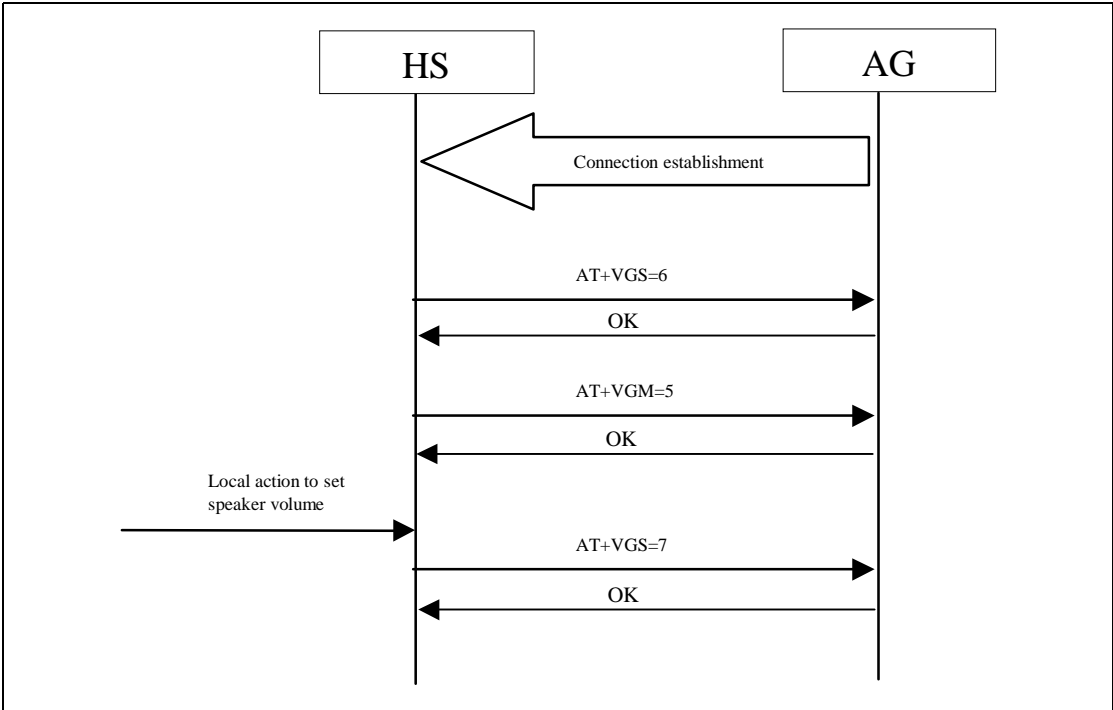 HS
AG
Connection establishment
AT+VGS=6
OK
AT+VGM=5
OK
Local action to set
speaker volume
AT+VGS=7
OK